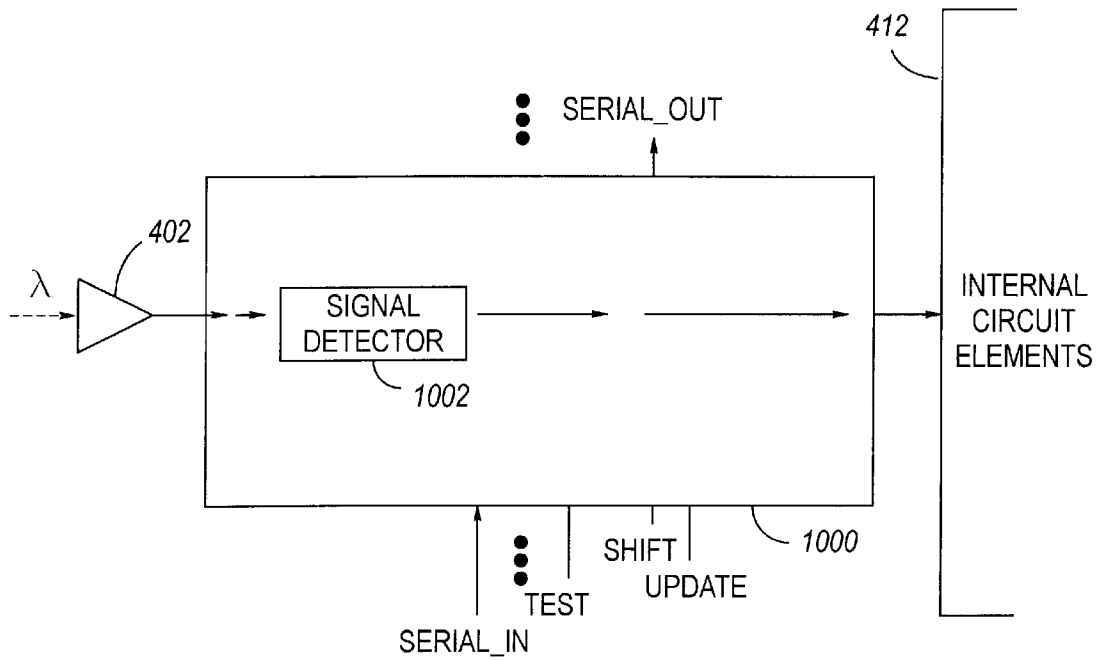 412
SERIAL_OUT
402
λ
SIGNAL
DETECTOR
1002
INTERNAL
CIRCUIT
ELEMENTS
1000
SHIFT
UPDATE
TEST
SERIAL_IN